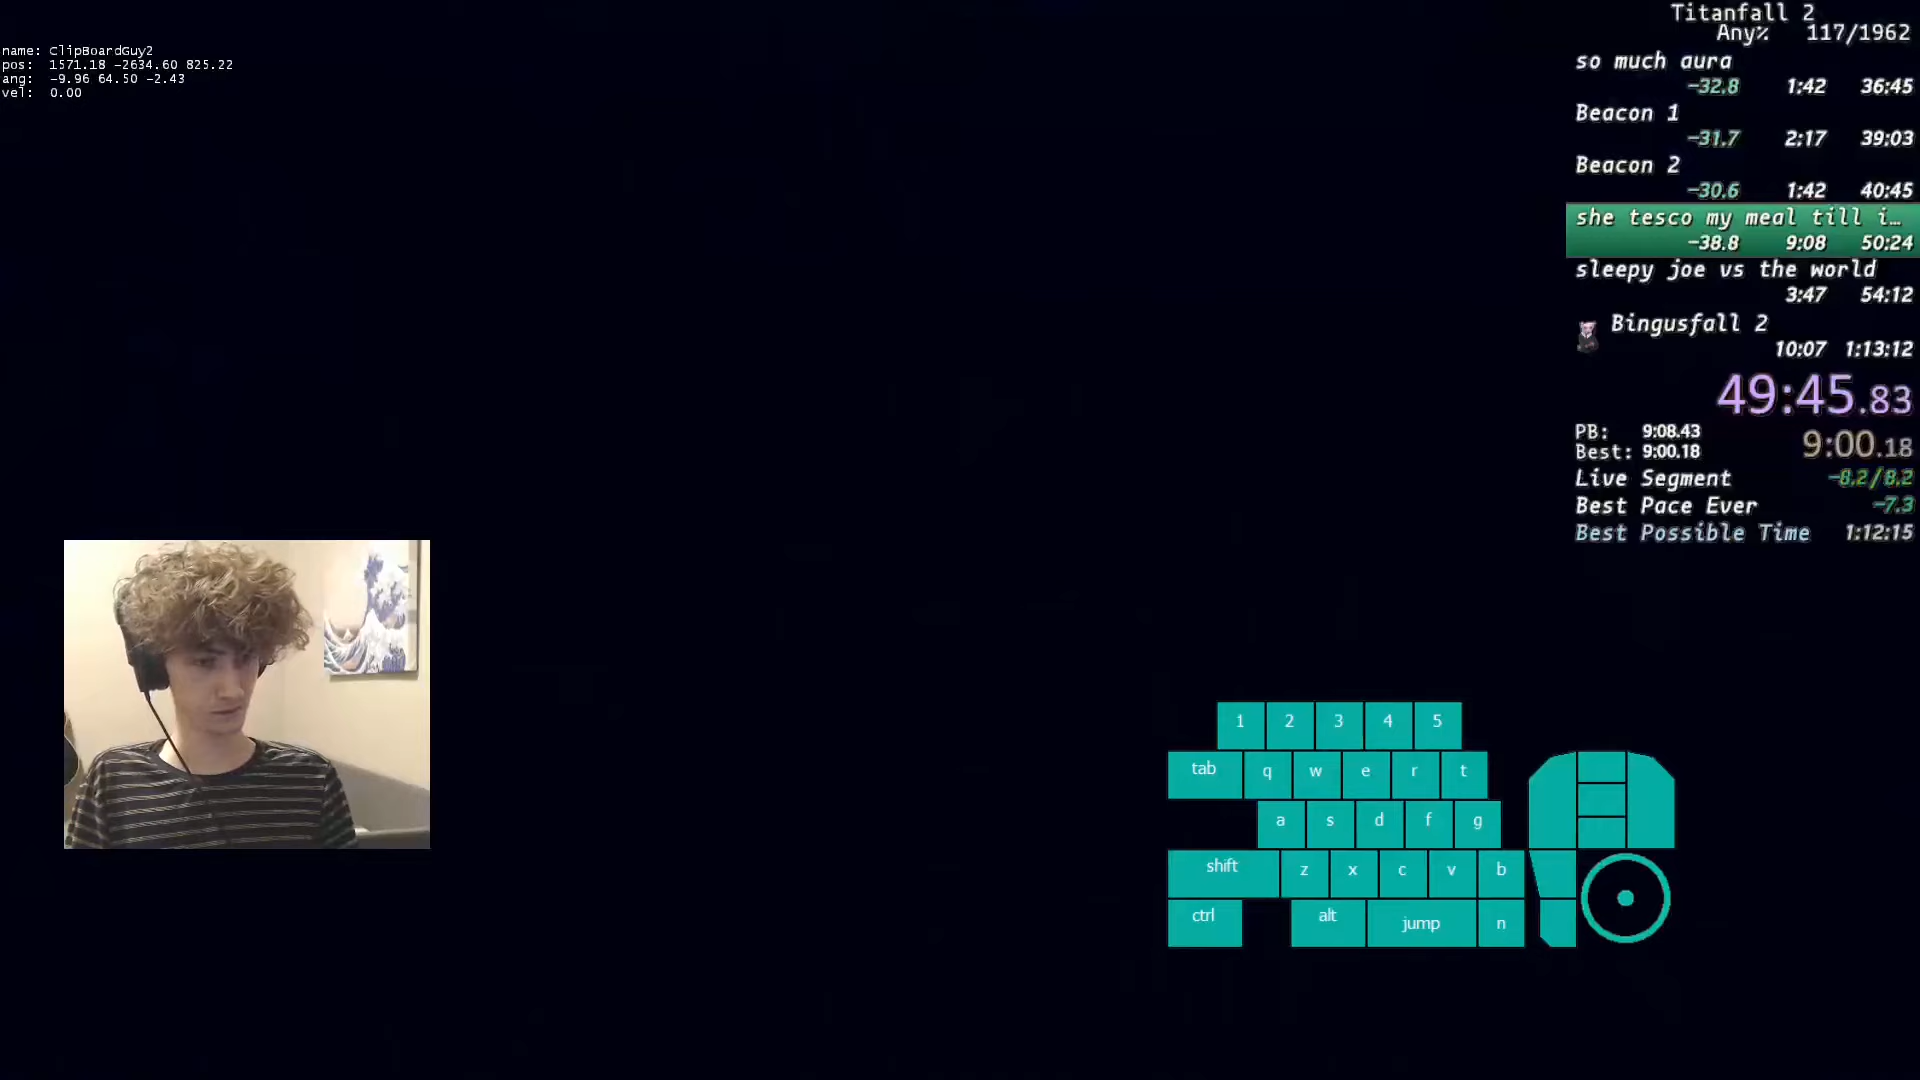 name: ClipBoardGuy2
pos: 1571.18 -2634.60 825.22
ang: -9.96 64.50 -2.43
vel: 0.00
Titanfall 2
Any% 117/1962
so much aura
-32.8 1:42 36:45
Beacon 1
-31.7 2:17 39:03
Beacon 2
-30.6 1:42 40:45
she tesco my meal till i…
-38.8 9:08 50:24
sleepy joe vs the world
3:47 54:12
Bingusfall 2
10:07 1:13:12
49:45.83
PB: 9:08.43
Best: 9:00.18
9:00.18
Live Segment -8.2/8.2
Best Pace Ever -7.3
Best Possible Time 1:12:15
1 2 3 4 5
tab q w e r t
a s d f g
shift z x c v b
ctrl alt jump n